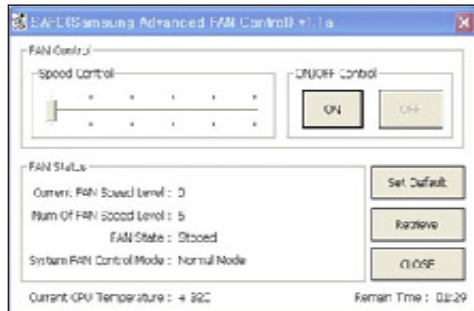 SAFC(Samsung Advanced FAN Control) v1.1a
FAN Control
Speed Control
ON/OFF Control
ON
OFF
FAN Status
Current FAN Speed Level : 0
Num Of FAN Speed Level : 5
FAN State : Stoped
System FAN Control Mode : Normal Mode
Set Default
Retrieve
CLOSE
Current CPU Temperature : + 32C
Remain Time :